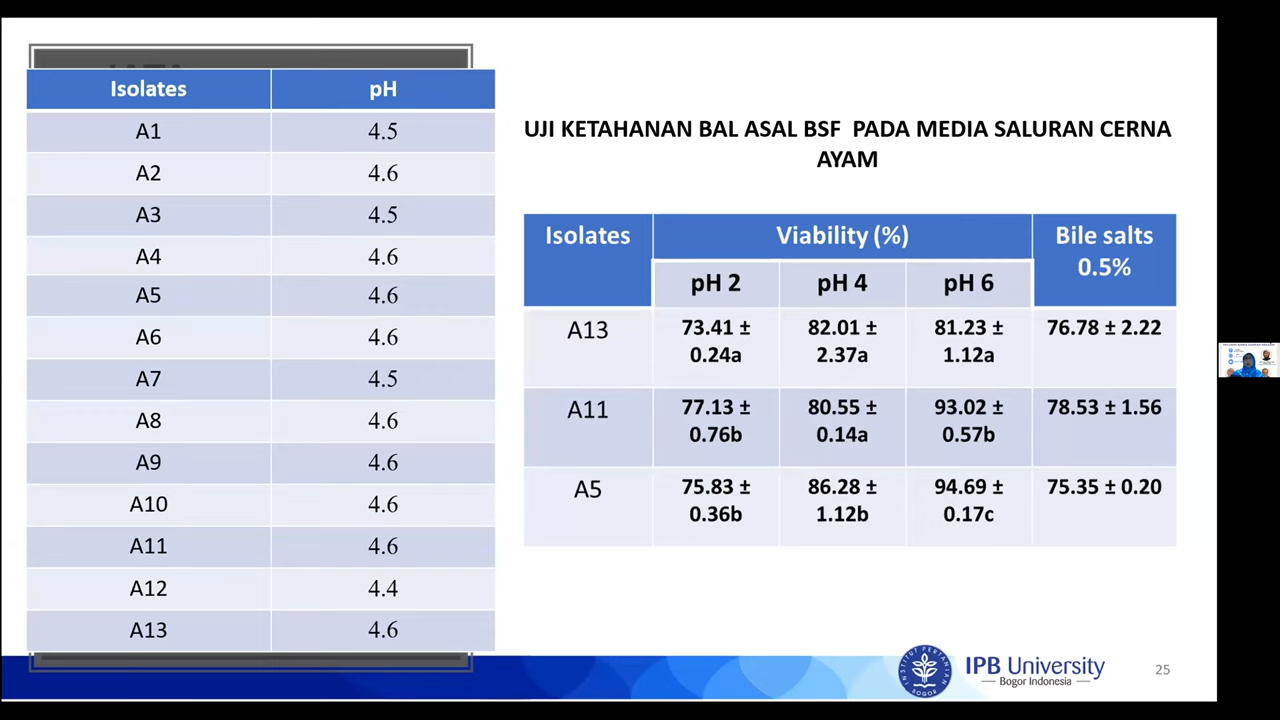 Isolates pH
A1 4.5
A2 4.6
A3 4.5
A4 4.6
A5 4.6
A6 4.6
A7 4.5
A8 4.6
A9 4.6
A10 4.6
A11 4.6
A12 4.4
A13 4.6
UJI KETAHANAN BAL ASAL BSF PADA MEDIA SALURAN CERNA
AYAM
Isolates Viability (%) Bile salts
0.5%
pH 2 pH 4 pH 6
A13 73.41 ± 82.01 ± 81.23 ± 76.78 ± 2.22
0.24a 2.37a 1.12a
A11 77.13 ± 80.55 ± 93.02 ± 78.53 ± 1.56
0.76b 0.14a 0.57b
A5 75.83 ± 86.28 ± 94.69 ± 75.35 ± 0.20
0.36b 1.12b 0.17c
INSTITUT PERTANIAN
BOGOR
IPB University
Bogor Indonesia
25